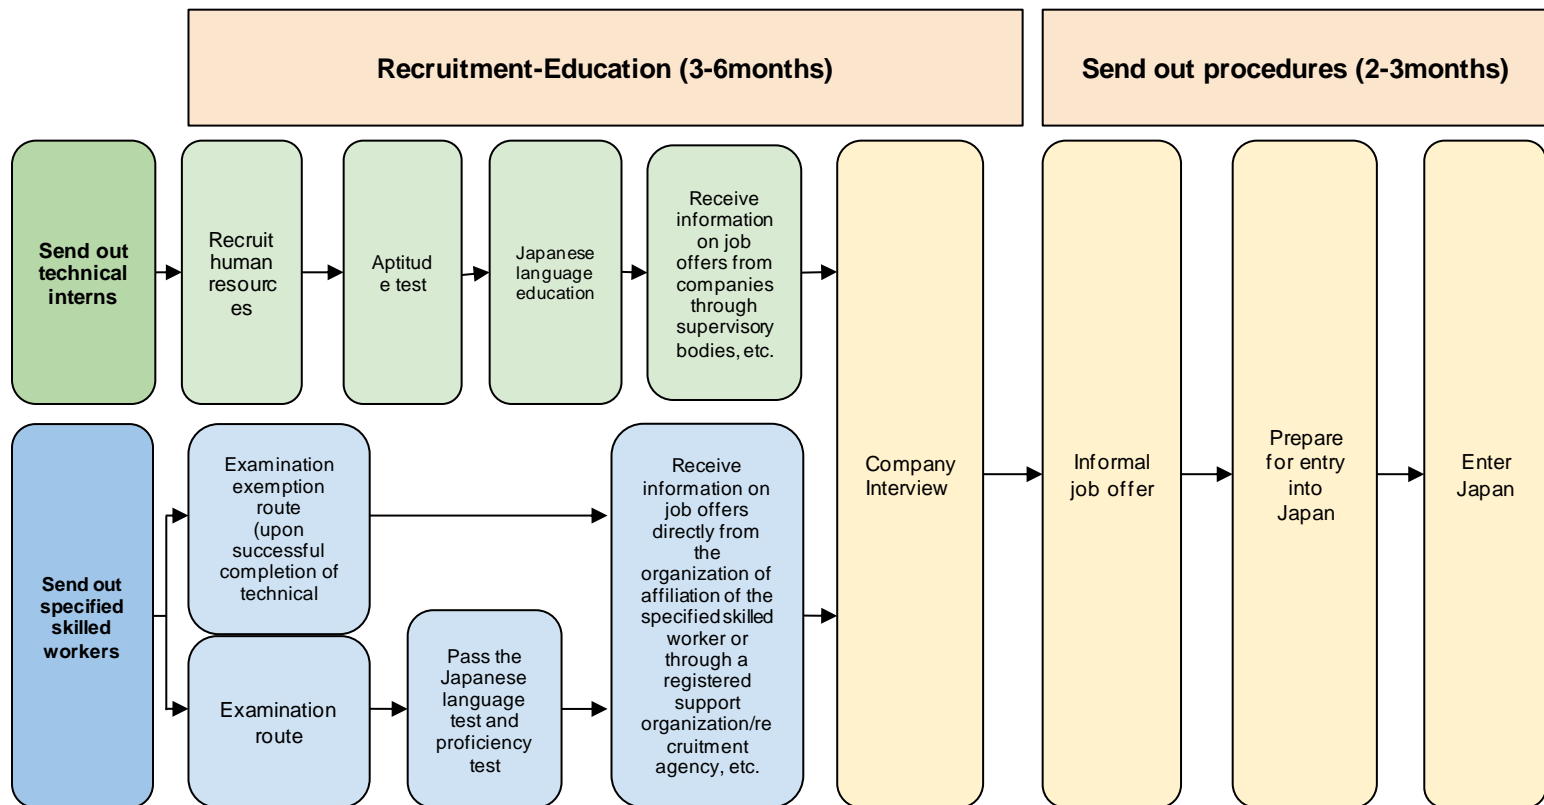 Recruitment-Education (3-6months)
Send out procedures (2-3months)
Send out
technical
interns
Recruit
human
resourc
es
Aptitud
e test
Japanese
language
education
Receive
information
on job
offers from
companies
through
supervisory
bodies, etc.
Company
Interview
Informal
job offer
Prepare
for entry
into
Japan
Enter
Japan
Send out
specified
skilled
workers
Examination
exemption
route
(upon
successful
completion of
technical
Examination
route
Pass the
Japanese
language
test and
proficiency
test
Receive
information on
job offers
directly from
the
organization of
affiliation of the
specified skilled
worker or
through a
registered
support
organization/re
cruitment
agency, etc.